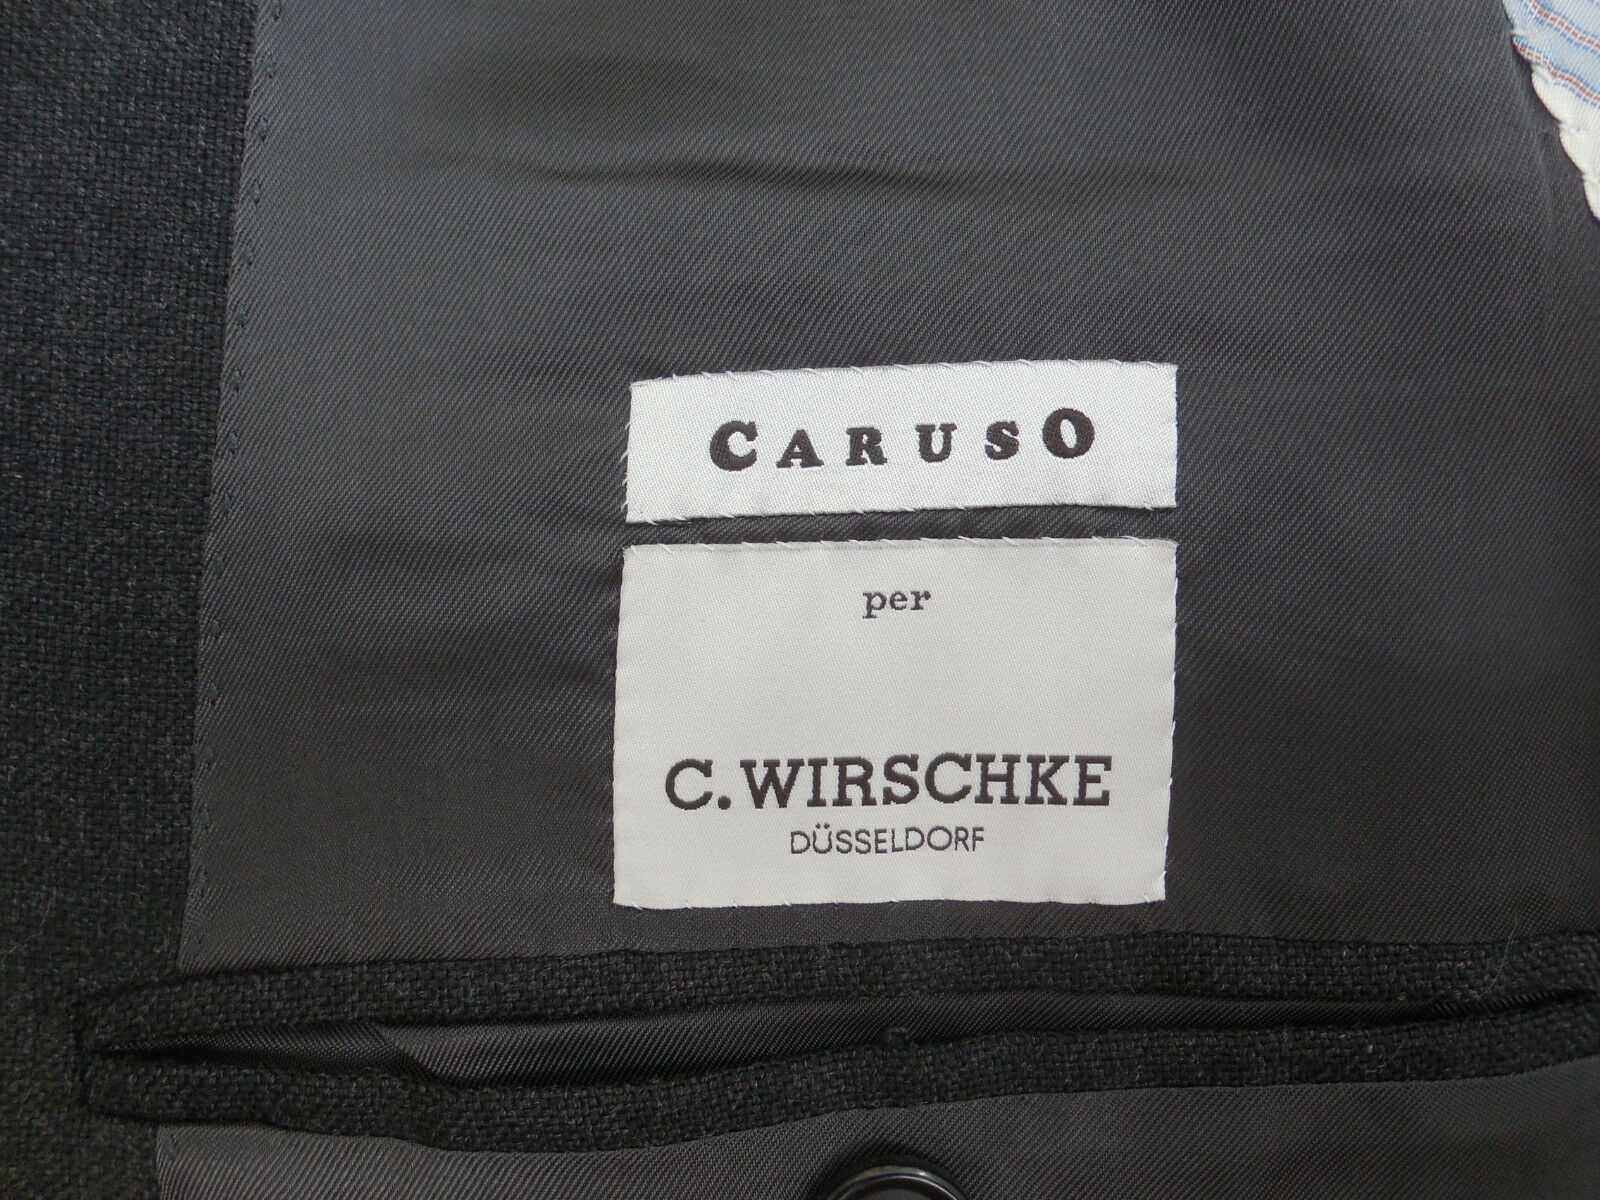 CARUSO
per
C. WIRSCHKE
DÜSSELDORF